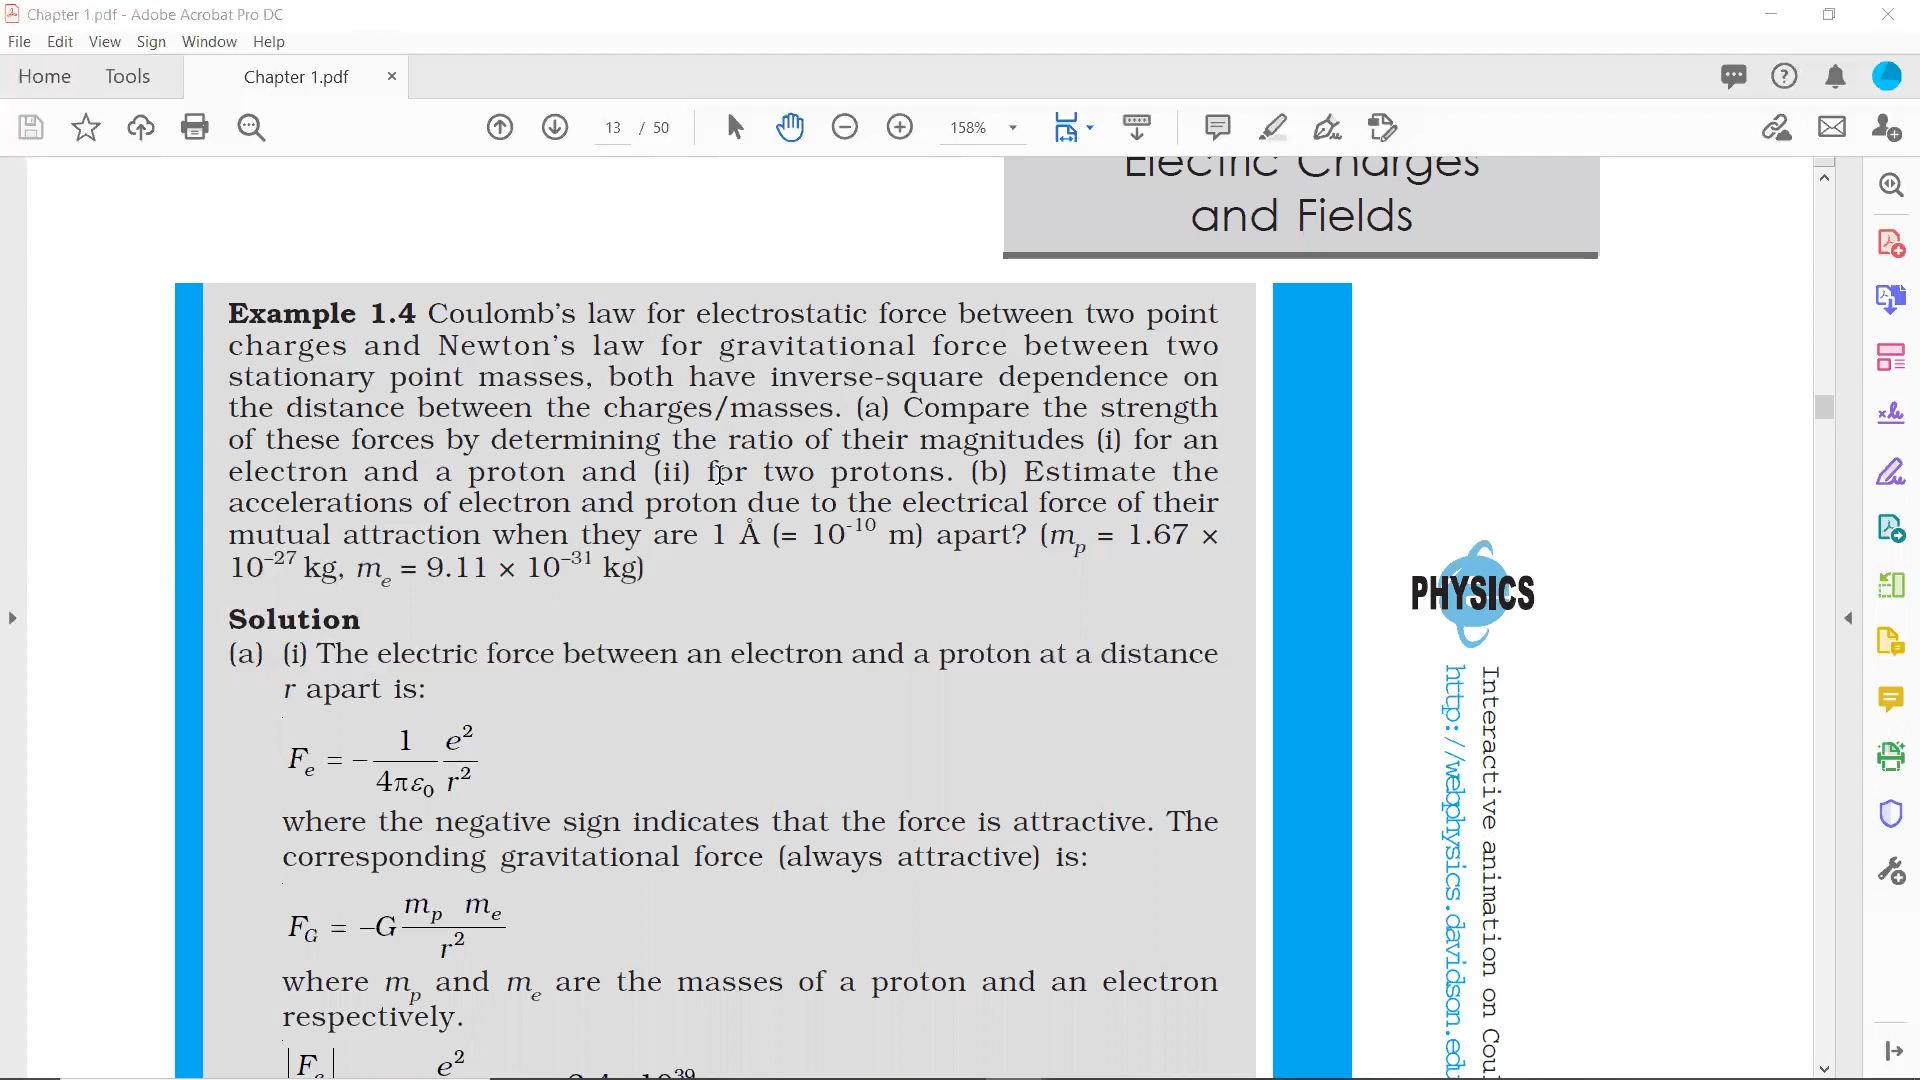 Chapter 1.pdf - Adobe Acrobat Pro DC
File Edit View Sign Window Help
Home Tools Chapter 1.pdf ×
13 / 50 158%
Electric Charges
and Fields
Example 1.4 Coulomb's law for electrostatic force between two point
charges and Newton's law for gravitational force between two
stationary point masses, both have inverse-square dependence on
the distance between the charges/masses. (a) Compare the strength
of these forces by determining the ratio of their magnitudes (i) for an
electron and a proton and (ii) for two protons. (b) Estimate the
accelerations of electron and proton due to the electrical force of their
mutual attraction when they are 1 Å (= 10⁻¹⁰ m) apart? (mₚ = 1.67 ×
10⁻²⁷ kg, mₑ = 9.11 × 10⁻³¹ kg)
Solution
(a) (i) The electric force between an electron and a proton at a distance
r apart is:
Fₑ = − 1/(4πε₀) e²/r²
where the negative sign indicates that the force is attractive. The
corresponding gravitational force (always attractive) is:
F_G = −G mₚ mₑ / r²
where mₚ and mₑ are the masses of a proton and an electron
respectively.
|Fₑ| e²
PHYSICS
Interactive animation on
http://webphysics.davidson.edu